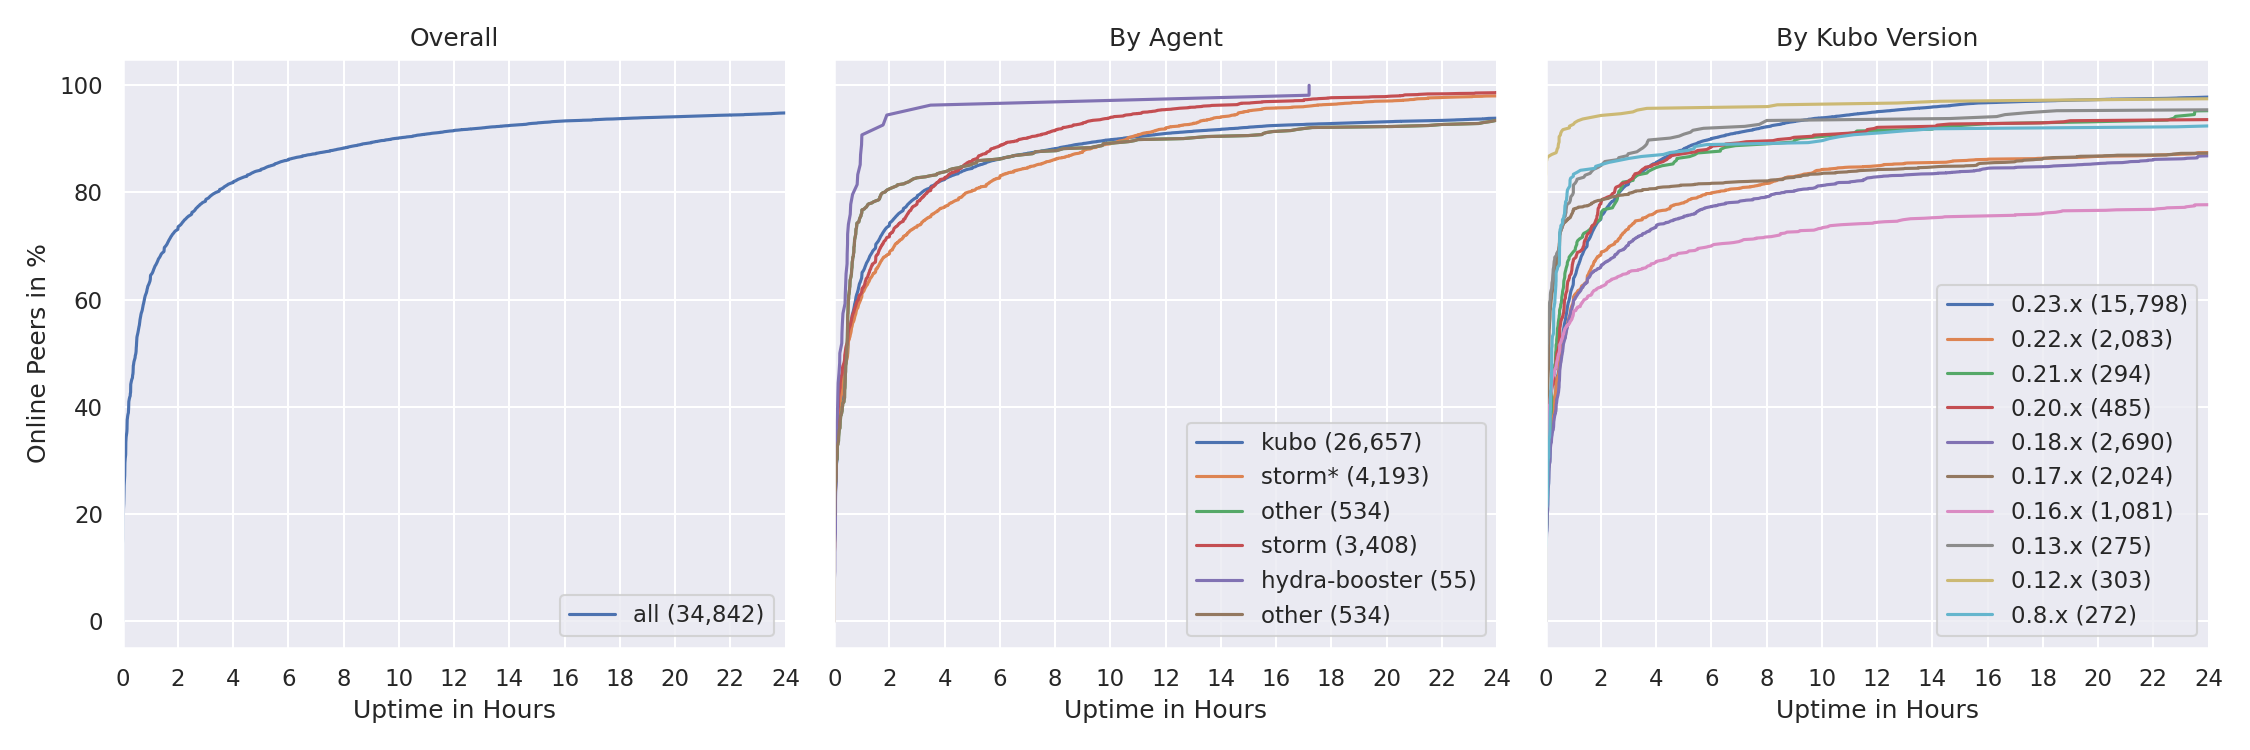 Overall
By Agent
By Kubo Version
Online Peers in %
100
80
60
40
20
0
all (34,842)
0 2 4 6 8 10 12 14 16 18 20 22 24
Uptime in Hours
kubo (26,657)
storm* (4,193)
other (534)
storm (3,408)
hydra-booster (55)
other (534)
0 2 4 6 8 10 12 14 16 18 20 22 24
Uptime in Hours
0.23.x (15,798)
0.22.x (2,083)
0.21.x (294)
0.20.x (485)
0.18.x (2,690)
0.17.x (2,024)
0.16.x (1,081)
0.13.x (275)
0.12.x (303)
0.8.x (272)
0 2 4 6 8 10 12 14 16 18 20 22 24
Uptime in Hours